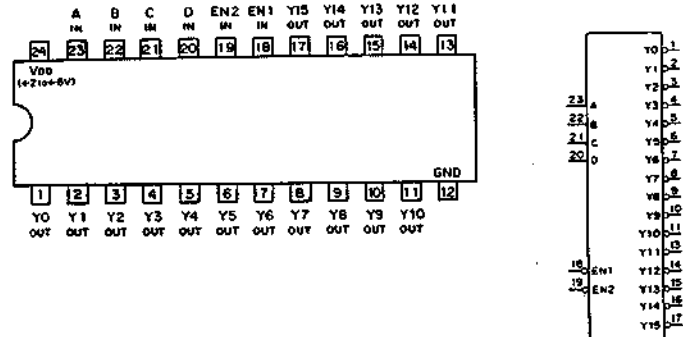 A B C D EN2 EN1 Y15 Y14 Y13 Y12 Y11
IN IN IN IN IN IN OUT OUT OUT OUT OUT
24 23 22 21 20 19 18 17 16 15 14 13
VDD
(+2 to +6V)
GND
1 2 3 4 5 6 7 8 9 10 11 12
Y0 Y1 Y2 Y3 Y4 Y5 Y6 Y7 Y8 Y9 Y10
OUT OUT OUT OUT OUT OUT OUT OUT OUT OUT OUT
Y0 1
Y1 2
Y2 3
23 A Y3 4
22 B Y4 5
21 C Y5 6
20 D Y6 7
Y7 8
Y8 9
Y9 10
Y10 11
Y11 13
18 EN1 Y12 14
19 EN2 Y13 15
Y14 16
Y15 17